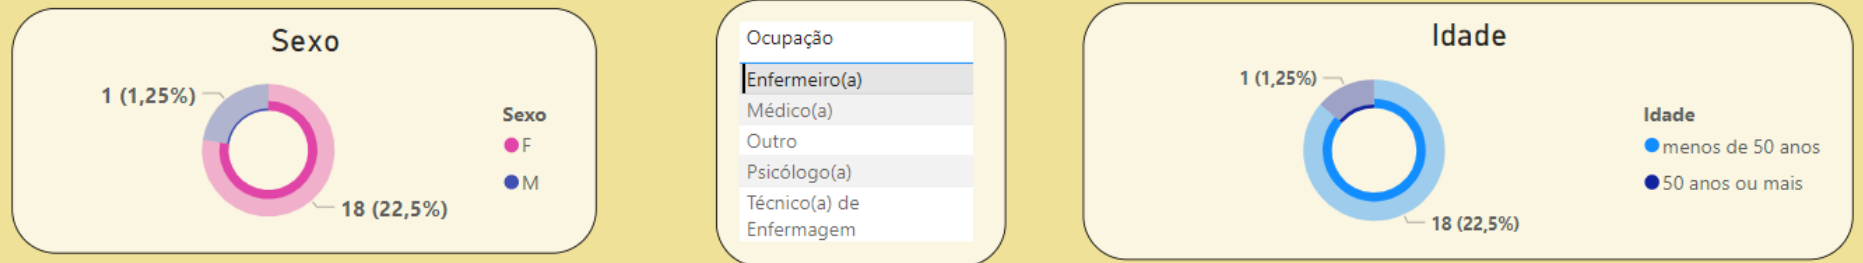 Sexo
1 (1,25%)
18 (22,5%)
Sexo
F
M
Ocupação
Enfermeiro(a)
Médico(a)
Outro
Psicólogo(a)
Técnico(a) de
Enfermagem
Idade
1 (1,25%)
18 (22,5%)
Idade
menos de 50 anos
50 anos ou mais